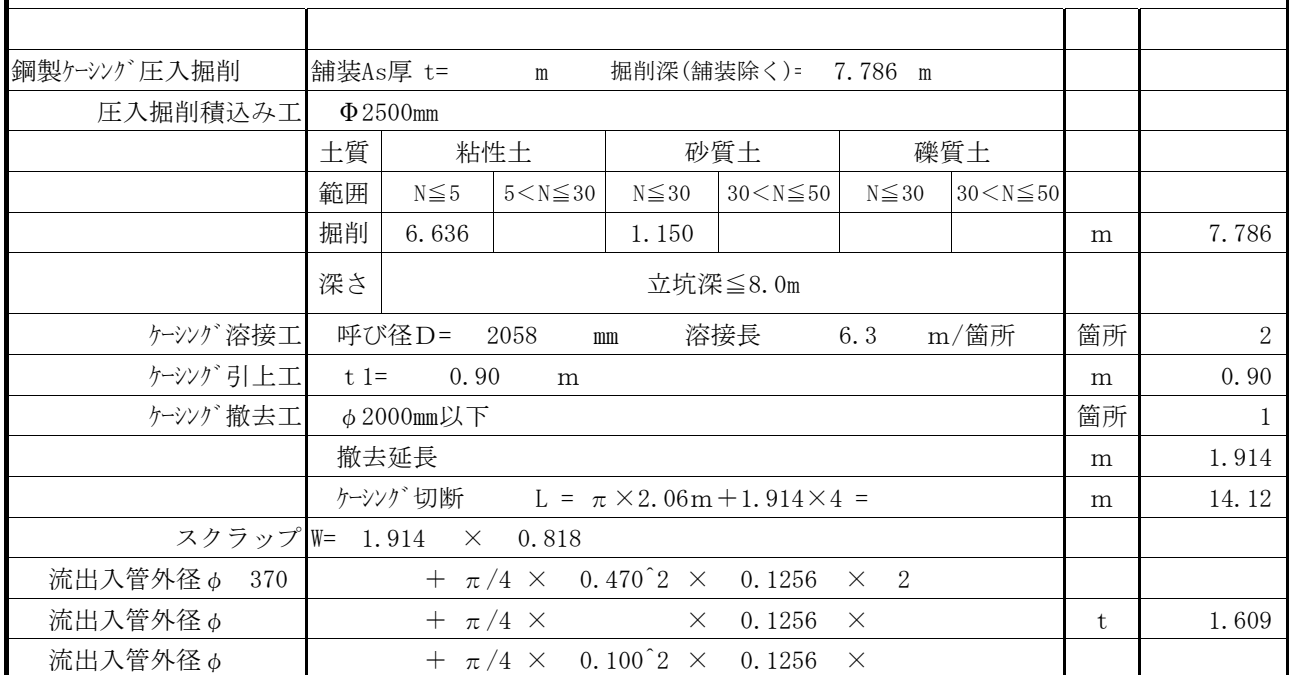 鋼製ｹｰｼﾝｸﾞ圧入掘削 舗装As厚 t= m 掘削深(舗装除く)= 7.786 m
圧入掘削積込み工 Φ2500mm
土質 粘性土 砂質土 礫質土
範囲 N≦5 5<N≦30 N≦30 30<N≦50 N≦30 30<N≦50
掘削 6.636 1.150 m 7.786
深さ 立坑深≦8.0m
ｹｰｼﾝｸﾞ溶接工 呼び径D= 2058 mm 溶接長 6.3 m/箇所 箇所 2
ｹｰｼﾝｸﾞ引上工 t1= 0.90 m m 0.90
ｹｰｼﾝｸﾞ撤去工 φ2000mm以下 箇所 1
撤去延長 m 1.914
ｹｰｼﾝｸﾞ切断 L = π×2.06m+1.914×4 = m 14.12
スクラップ W= 1.914 × 0.818
流出入管外径φ 370 + π/4 × 0.470^2 × 0.1256 × 2
流出入管外径φ + π/4 × × 0.1256 × t 1.609
流出入管外径φ + π/4 × 0.100^2 × 0.1256 ×